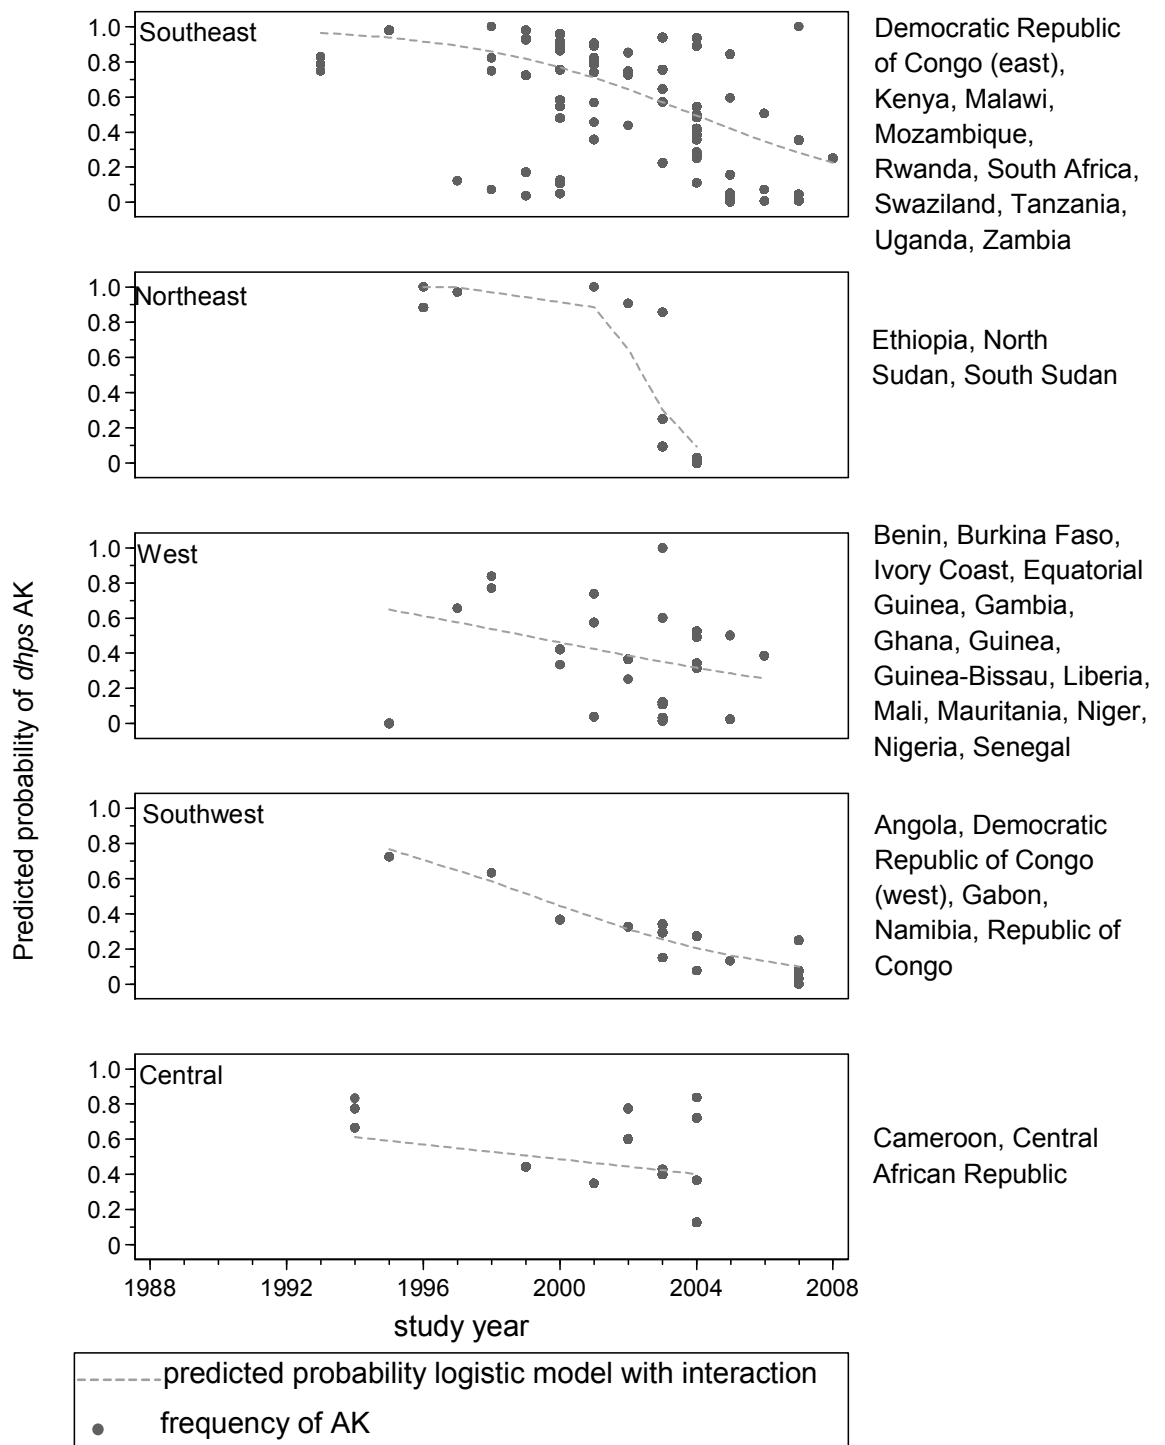 Predicted probability of dhps AK
1.0
0.8
0.6
0.4
0.2
0
Southeast
Democratic Republic
of Congo (east),
Kenya, Malawi,
Mozambique,
Rwanda, South Africa,
Swaziland, Tanzania,
Uganda, Zambia
1.0
0.8
0.6
0.4
0.2
0
Northeast
Ethiopia, North
Sudan, South Sudan
1.0
0.8
0.6
0.4
0.2
0
West
Benin, Burkina Faso,
Ivory Coast, Equatorial
Guinea, Gambia,
Ghana, Guinea,
Guinea-Bissau, Liberia,
Mali, Mauritania, Niger,
Nigeria, Senegal
1.0
0.8
0.6
0.4
0.2
0
Southwest
Angola, Democratic
Republic of Congo
(west), Gabon,
Namibia, Republic of
Congo
1.0
0.8
0.6
0.4
0.2
0
Central
Cameroon, Central
African Republic
1988 1992 1996 2000 2004 2008
study year
predicted probability logistic model with interaction
frequency of AK